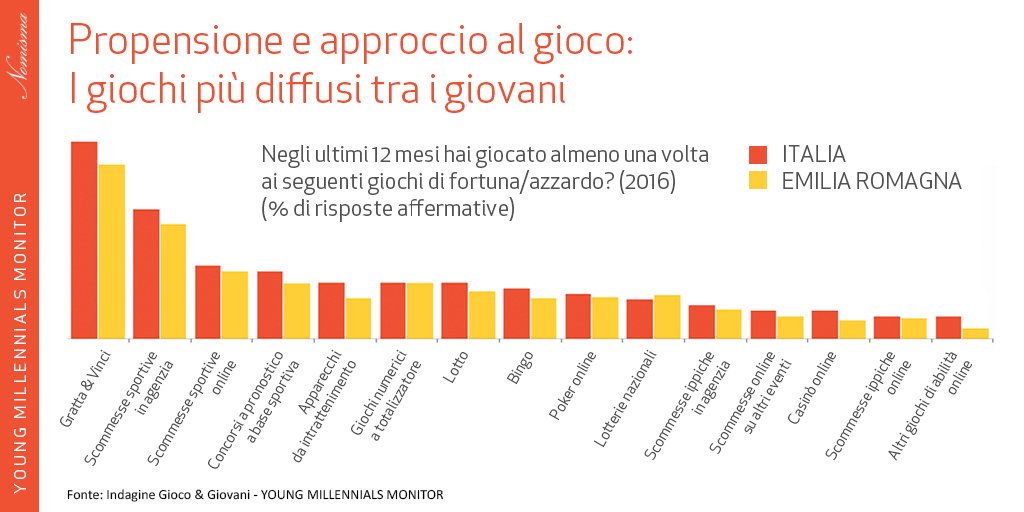 Nomisma
YOUNG MILLENNIALS MONITOR
Propensione e approccio al gioco:
I giochi più diffusi tra i giovani
Negli ultimi 12 mesi hai giocato almeno una volta
ai seguenti giochi di fortuna/azzardo? (2016)
(% di risposte affermative)
ITALIA
EMILIA ROMAGNA
Gratta & Vinci
Scommesse sportive
in agenzia
Scommesse sportive
online
Concorsi a pronostico
a base sportiva
Apparecchi
da intrattenimento
Giochi numerici
a totalizzatore
Lotto
Bingo
Poker online
Lotterie nazionali
Scommesse ippiche
in agenzia
Scommesse online
su altri eventi
Casinò online
Scommesse ippiche
online
Altri giochi di abilità
online
Fonte: Indagine Gioco & Giovani - YOUNG MILLENNIALS MONITOR